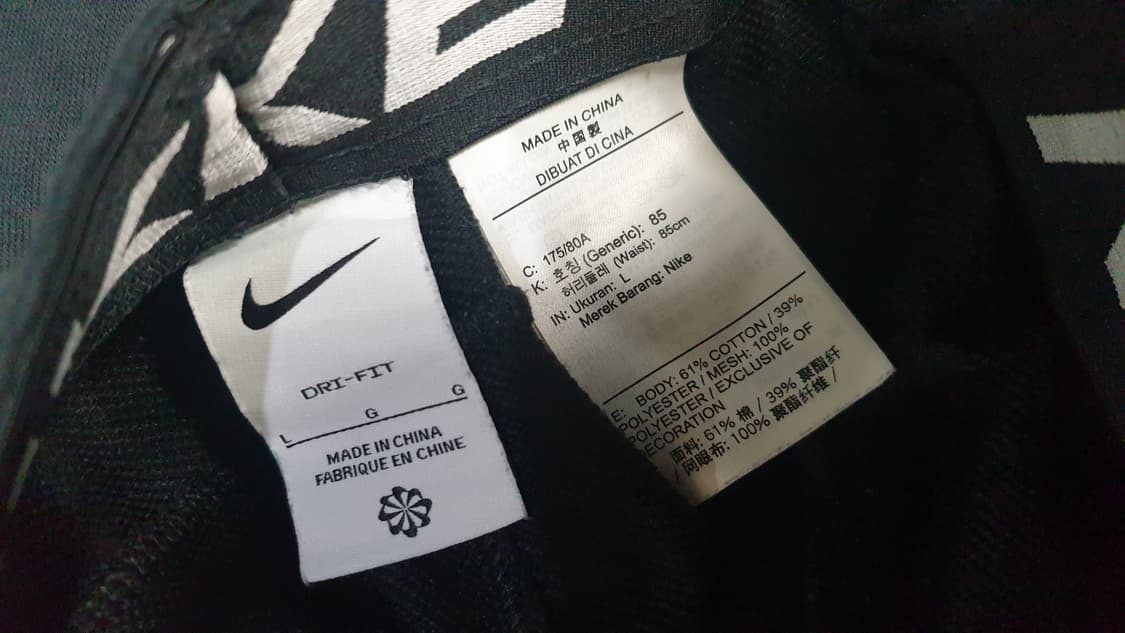 DRI-FIT
L G G
MADE IN CHINA
FABRIQUE EN CHINE
MADE IN CHINA
中国製
DIBUAT DI CINA
C: 175/80A
K: 호칭 (Generic): 85
허리둘레 (Waist): 85cm
IN: Ukuran: L
Merek Barang: Nike
E: BODY: 61% COTTON / 39%
POLYESTER / MESH: 100%
POLYESTER / EXCLUSIVE OF
DECORATION
面料: 61% 棉 / 39% 聚酯纤
/ 网眼布: 100% 聚酯纤维 /